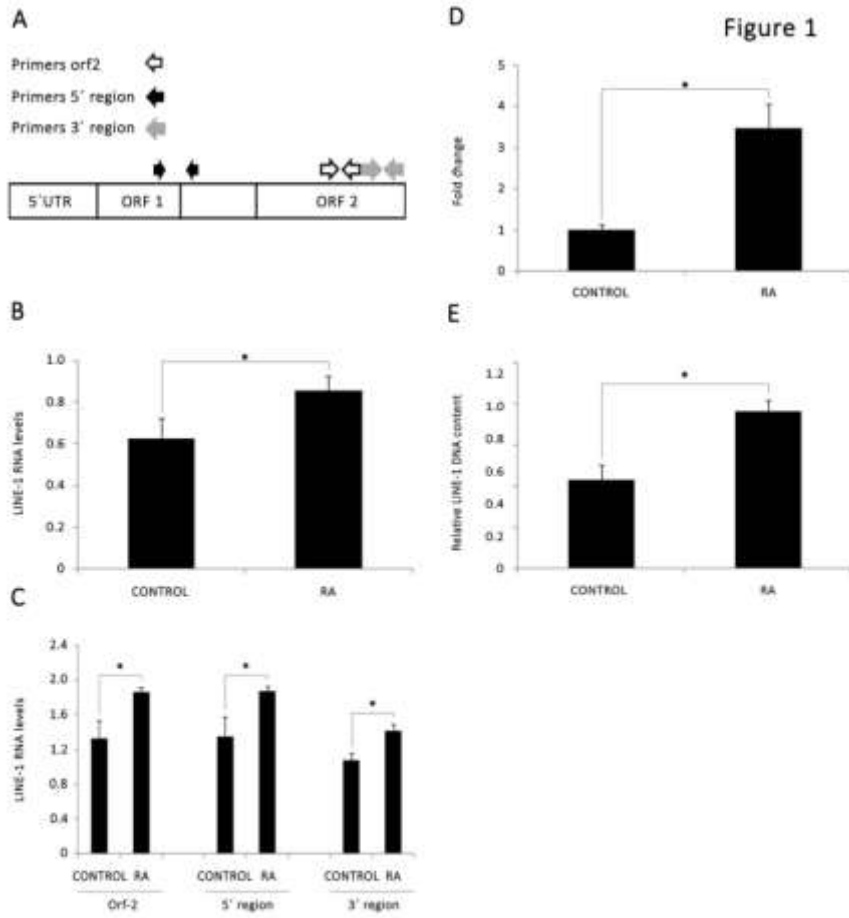 Figure 1
A
Primers orf2
Primers 5´ region
Primers 3´ region
5´UTR ORF 1 ORF 2
B
LINE-1 RNA levels
1.0
0.8
0.6
0.4
0.2
0
*
CONTROL RA
C
LINE-1 RNA levels
2.4
2.0
1.6
1.2
0.8
0.4
0
* * *
CONTROL RA CONTROL RA CONTROL RA
Orf-2 5´ region 3´ region
D
Fold change
5
4
3
2
1
0
*
CONTROL RA
E
Relative LINE-1 DNA content
1.2
1.0
0.8
0.6
0.4
0.2
0
*
CONTROL RA